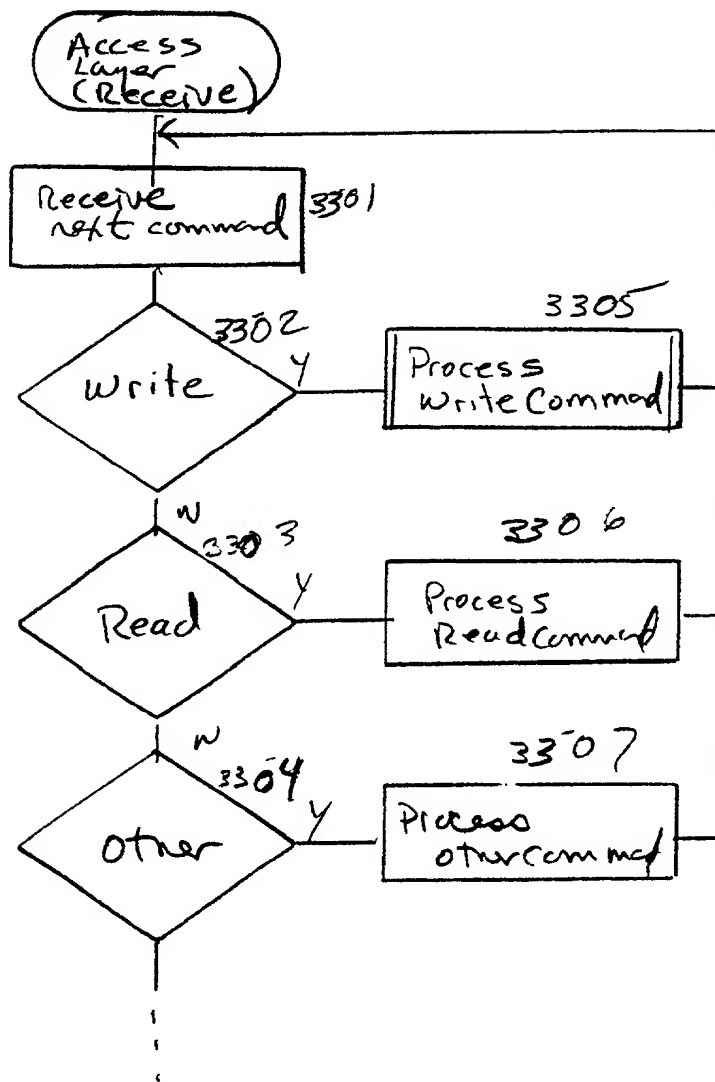 Access
Layer
(Receive)
Receive
next command
3301
3302
Write
Y
3305
Process
Write Command
N
3303
Read
Y
3306
Process
Read Command
N
3304
Other
Y
3307
Process
other command